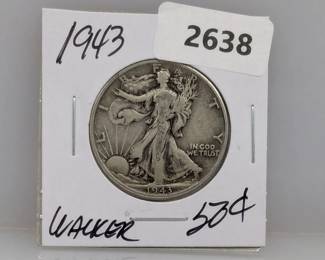 1943
2638
LIBERTY
IN GOD
WE TRUST
1943
WALKER 50¢